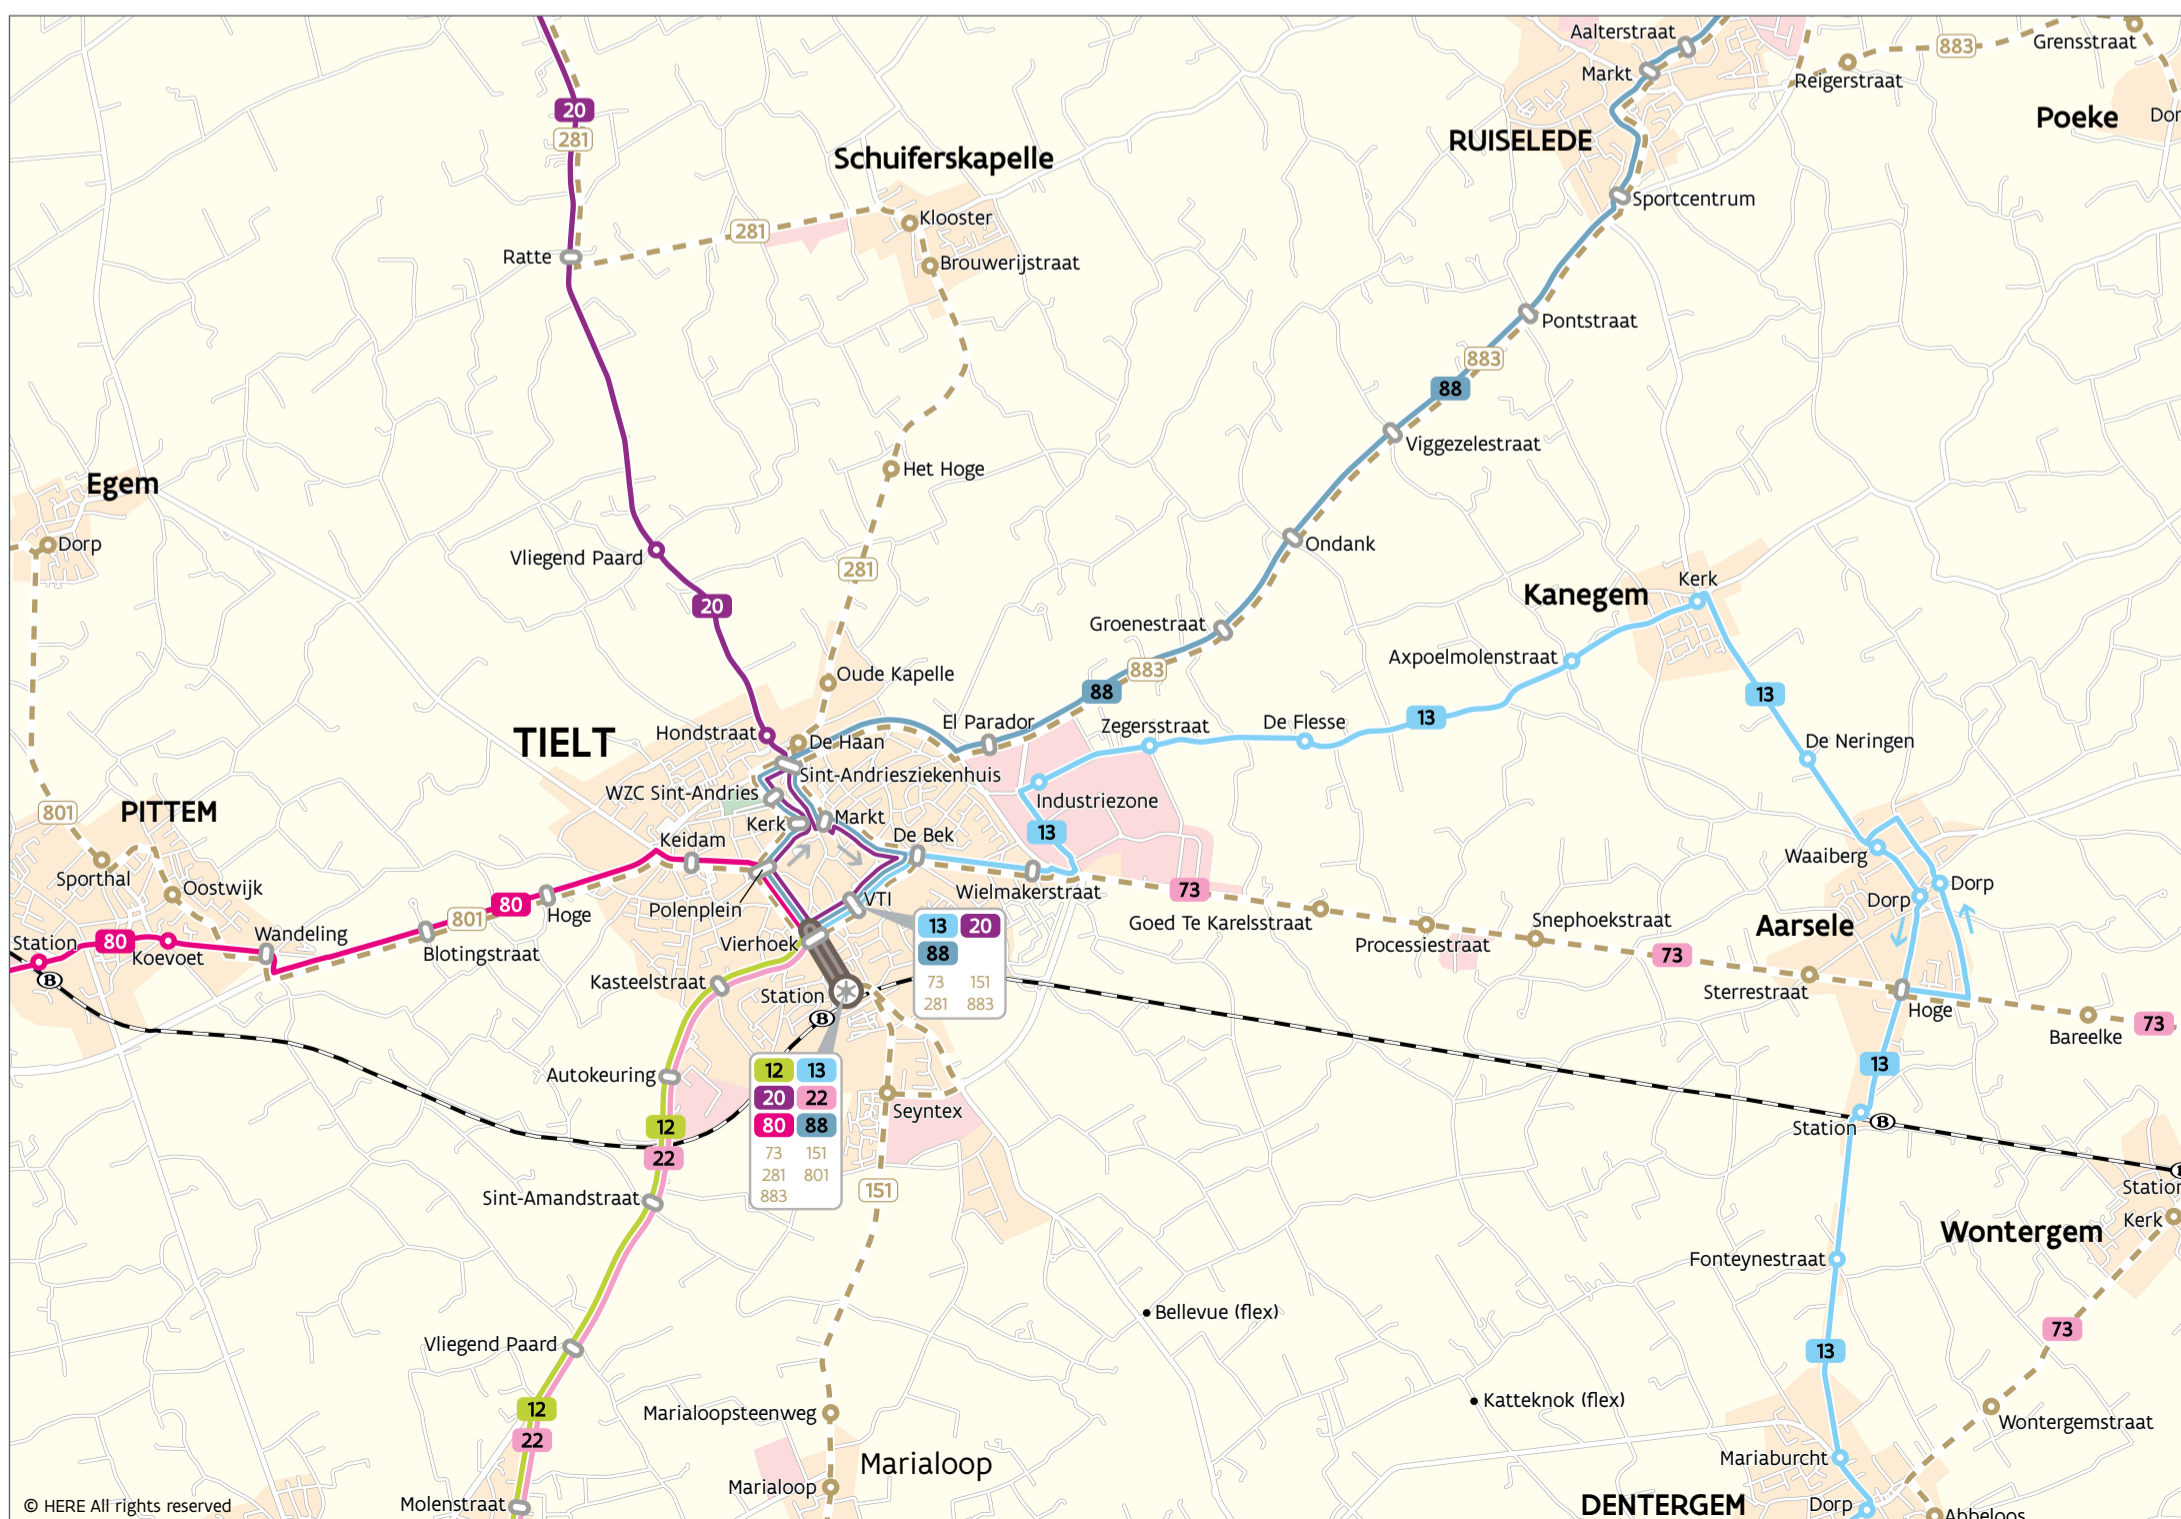 Aalterstraat
883
Grensstraat
Markt
Reigerstraat
20
Poeke
281
RUISELEDE
Schuiferskapelle
Sportcentrum
Klooster
281
Ratte
Brouwerijstraat
Pontstraat
883
88
Viggezelestraat
Het Hoge
Egem
Dorp
Vliegend Paard
Ondank
281
Kerk
Kanegem
20
Groenestraat
Axpoelmolenstraat
883
Oude Kapelle
88
13
13
El Parador
Zegersstraat
De Flesse
TIELT
Hondstraat
De Haan
De Neringen
Sint-Andriesziekenhuis
WZC Sint-Andries
Industriezone
801
PITTEM
Kerk
Markt
13
De Bek
Keidam
Waaiberg
Sporthal
Oostwijk
Dorp
Dorp
Wielmakerstraat
73
VTI
80
Hoge
801
Polenplein
Goed Te Karelsstraat
Snephoekstraat
Aarsele
13 20
88
73 151
281 883
Station
80
Koevoet
Wandeling
Blotingstraat
Vierhoek
Processiestraat
73
B
Kasteelstraat
Station
Sterrestraat
Hoge
B
Bareelke
73
Autokeuring
12 13
20 22
80 88
73 151
281 801
883
13
Seyntex
12
22
Station
B
151
Sint-Amandstraat
Station
Kerk
Wontergem
Fonteynestraat
Bellevue (flex)
73
Vliegend Paard
13
12
22
Marialoopsteenweg
Katteknok (flex)
Wontergemstraat
Marialoop
Mariaburcht
Marialoop
© HERE All rights reserved
Molenstraat
DENTERGEM
Dorp
Abbeloos